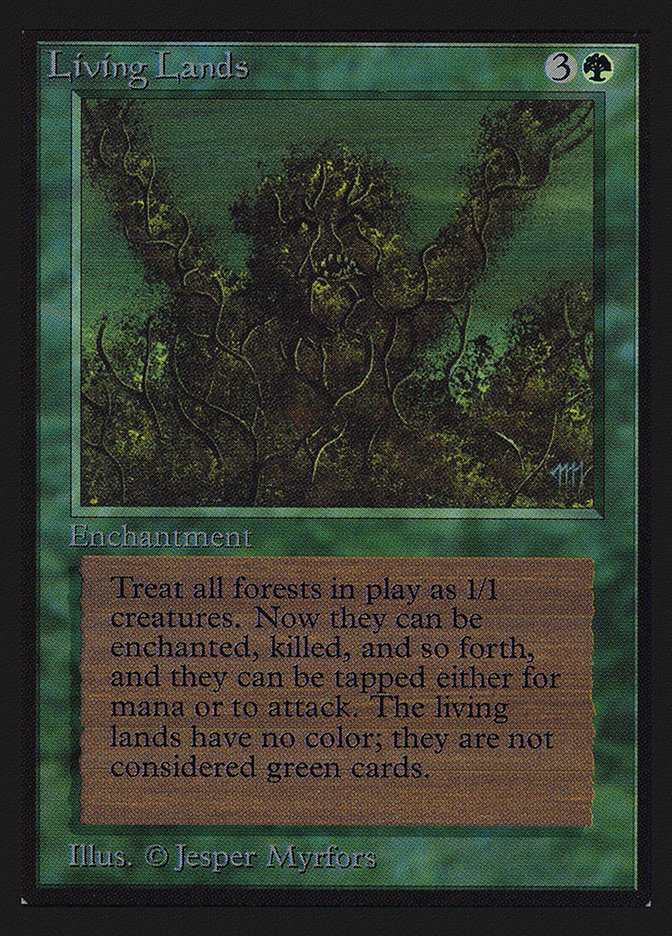 Living Lands 3
Enchantment
Treat all forests in play as 1/1
creatures. Now they can be
enchanted, killed, and so forth,
and they can be tapped either for
mana or to attack. The living
lands have no color; they are not
considered green cards.
Illus. © Jesper Myrfors